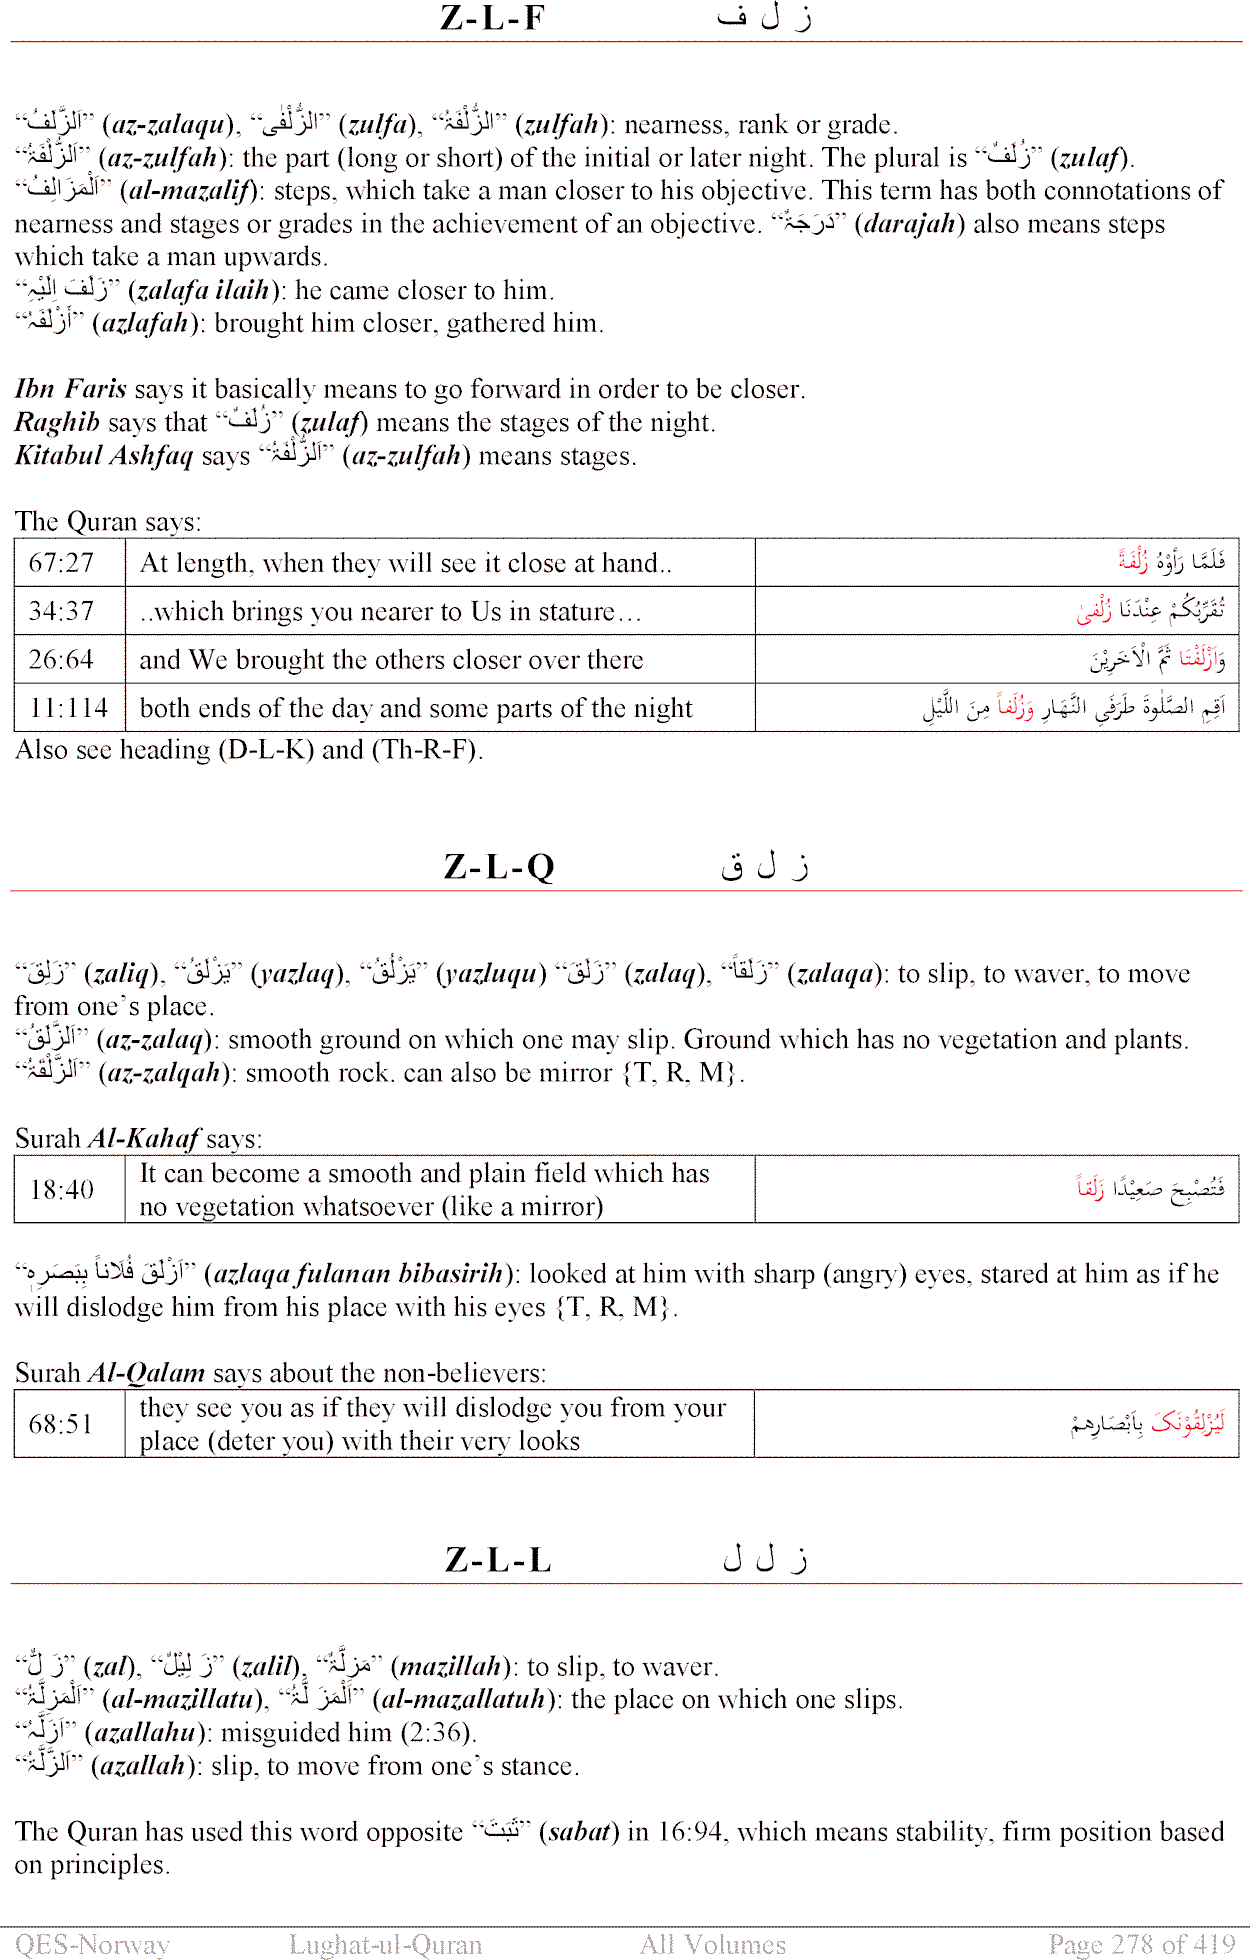 Z-L-F ز ل ف
“اَلزَّلَفُ” (az-zalaqu), “الزُّلْفٰی” (zulfa), “الزُّلْفَۃُ” (zulfah): nearness, rank or grade.
“اَلزُّلْفَۃُ” (az-zulfah): the part (long or short) of the initial or later night. The plural is “زُلَفٌ” (zulaf).
“اَلْمَزَالِفُ” (al-mazalif): steps, which take a man closer to his objective. This term has both connotations of
nearness and stages or grades in the achievement of an objective. “دَرَجَۃٌ” (darajah) also means steps
which take a man upwards.
“زَلَفَ اِلَیْہِ” (zalafa ilaih): he came closer to him.
“أَزْلَفَہُ” (azlafah): brought him closer, gathered him.
Ibn Faris says it basically means to go forward in order to be closer.
Raghib says that “زُلَفٌ” (zulaf) means the stages of the night.
Kitabul Ashfaq says “اَلزُّلْفَۃُ” (az-zulfah) means stages.
The Quran says:
67:27 At length, when they will see it close at hand.. فَلَمَّا رَأَوْہُ زُلْفَۃً
34:37 ..which brings you nearer to Us in stature… تُقَرِّبُکُمْ عِنْدَنَا زُلْفیٰ
26:64 and We brought the others closer over there وَاَزْلَفْنَا ثَمَّ الْاَخَرِیْنَ
11:114 both ends of the day and some parts of the night اَقِمِ الصَّلٰوۃَ طَرَفَیِ النَّھَارِ وَزُلَفاً مِنَ اللَّیْلِ
Also see heading (D-L-K) and (Th-R-F).
Z-L-Q ز ل ق
“زَلِقَ” (zaliq), “یَزْلَقُ” (yazlaq), “یَزْلُقُ” (yazluqu) “زَلَقَ” (zalaq), “زَلَقاً” (zalaqa): to slip, to waver, to move
from one’s place.
“اَلزَّلَقُ” (az-zalaq): smooth ground on which one may slip. Ground which has no vegetation and plants.
“اَلزَّلْقَۃُ” (az-zalqah): smooth rock. can also be mirror {T, R, M}.
Surah Al-Kahaf says:
18:40 It can become a smooth and plain field which has فَتُصْبِحَ صَعِیْدًا زَلَقاً
no vegetation whatsoever (like a mirror)
“اَزْلَقَ فُلَاناً بِبَصَرِہٖ” (azlaqa fulanan bibasirih): looked at him with sharp (angry) eyes, stared at him as if he
will dislodge him from his place with his eyes {T, R, M}.
Surah Al-Qalam says about the non-believers:
68:51 they see you as if they will dislodge you from your لَیُزْلِقُوْنَکَ بِاَبْصَارِھِمْ
place (deter you) with their very looks
Z-L-L ز ل ل
“زَ لٌّ” (zal), “زَ لِیْلٌ” (zalil), “مَزِلَّۃٌ” (mazillah): to slip, to waver.
“اَلْمَزِلَّۃُ” (al-mazillatu), “اَلْمَزَ لَّۃُ” (al-mazallatuh): the place on which one slips.
“اَزَلَّہُ” (azallahu): misguided him (2:36).
“اَلزَّلَّۃُ” (azallah): slip, to move from one’s stance.
The Quran has used this word opposite “ثَبَتَ” (sabat) in 16:94, which means stability, firm position based
on principles.
QES-Norway Lughat-ul-Quran All Volumes Page 278 of 419